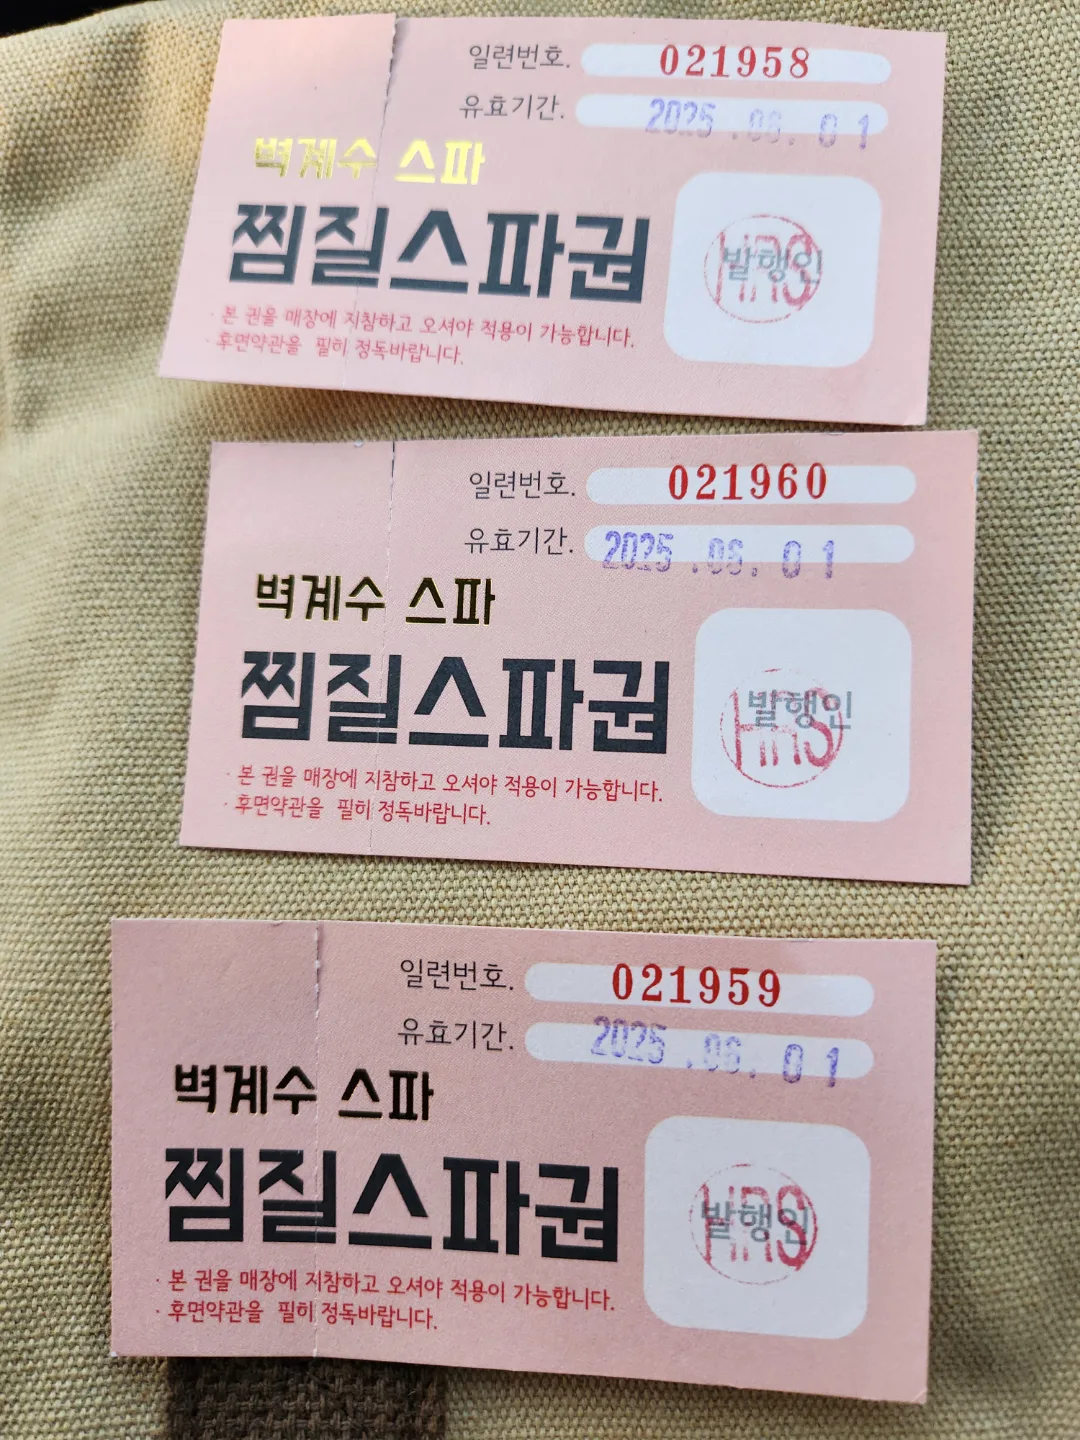 일련번호. 021958
유효기간. 2025.06.01
벽계수 스파
찜질스파권
· 본 권을 매장에 지참하고 오셔야 적용이 가능합니다.
· 후면약관을 필히 정독바랍니다.
발행인
HRS
일련번호. 021960
유효기간. 2025.06.01
벽계수 스파
찜질스파권
· 본 권을 매장에 지참하고 오셔야 적용이 가능합니다.
· 후면약관을 필히 정독바랍니다.
발행인
HRS
일련번호. 021959
유효기간. 2025.06.01
벽계수 스파
찜질스파권
· 본 권을 매장에 지참하고 오셔야 적용이 가능합니다.
· 후면약관을 필히 정독바랍니다.
발행인
HRS